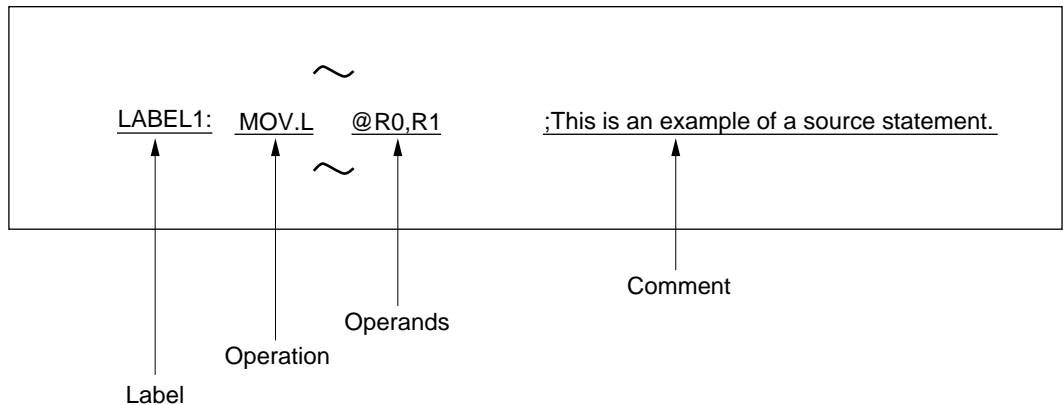 LABEL1: MOV.L @R0,R1 ;This is an example of a source statement.
Comment
Operands
Operation
Label